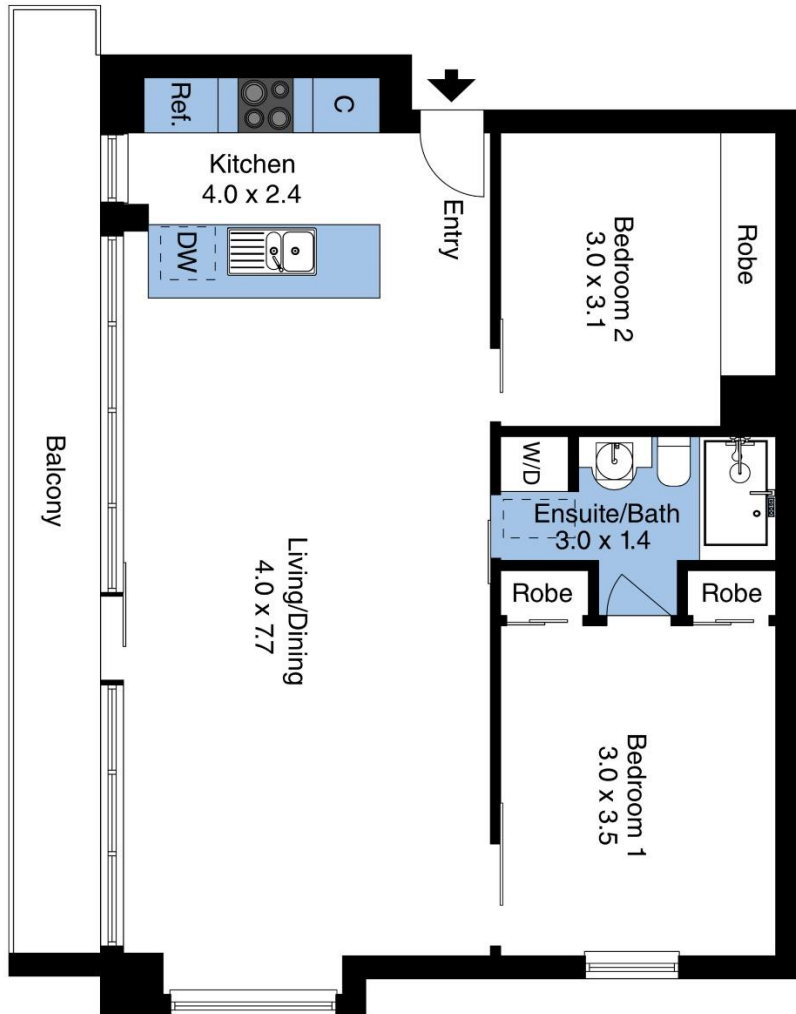 Ref.
C
Kitchen
4.0 x 2.4
Entry
DW
Bedroom 2
3.0 x 3.1
Robe
Balcony
W/D
Ensuite/Bath
3.0 x 1.4
Living/Dining
4.0 x 7.7
Robe
Robe
Bedroom 1
3.0 x 3.5